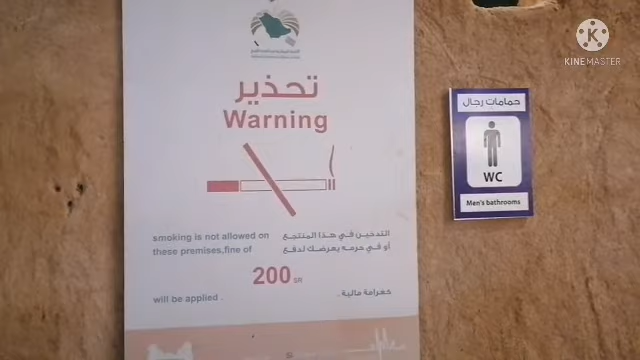 تحذير
Warning
smoking is not allowed on
these premises,fine of
التدخين في هذا المنتجع
أو في حرمه يعرضك لدفع
200 SR
will be applied .
كغرامة مالية .
حمامات رجال
WC
Men's bathrooms
KINEMASTER